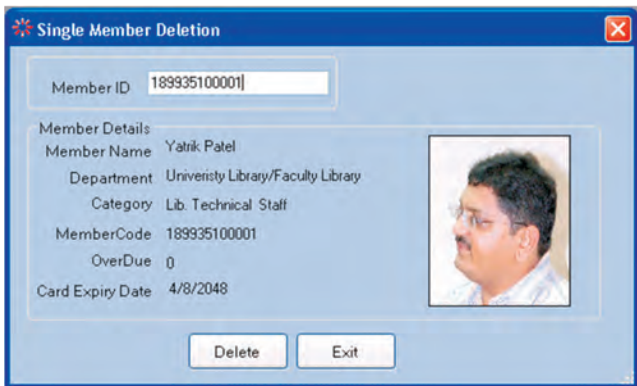 Single Member Deletion
Member ID 189935100001
Member Details
Member Name Yatrik Patel
Department Univeristy Library/Faculty Library
Category Lib. Technical Staff
MemberCode 189935100001
OverDue 0
Card Expiry Date 4/8/2048
Delete Exit